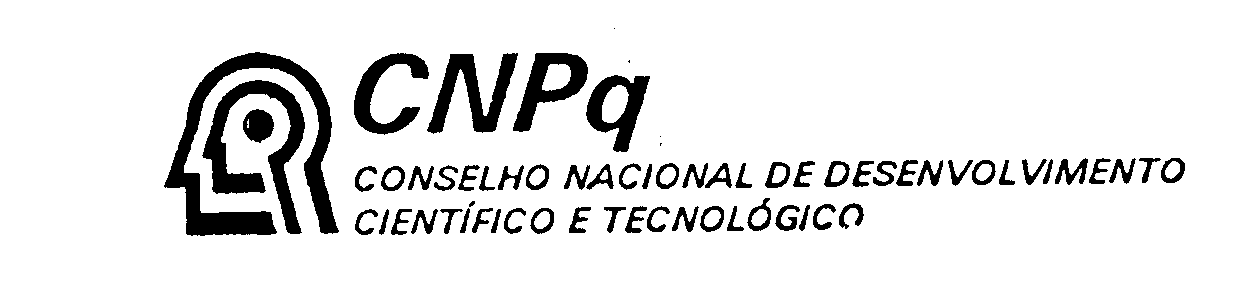 CNPq
CONSELHO NACIONAL DE DESENVOLVIMENTO
CIENTÍFICO E TECNOLÓGICO